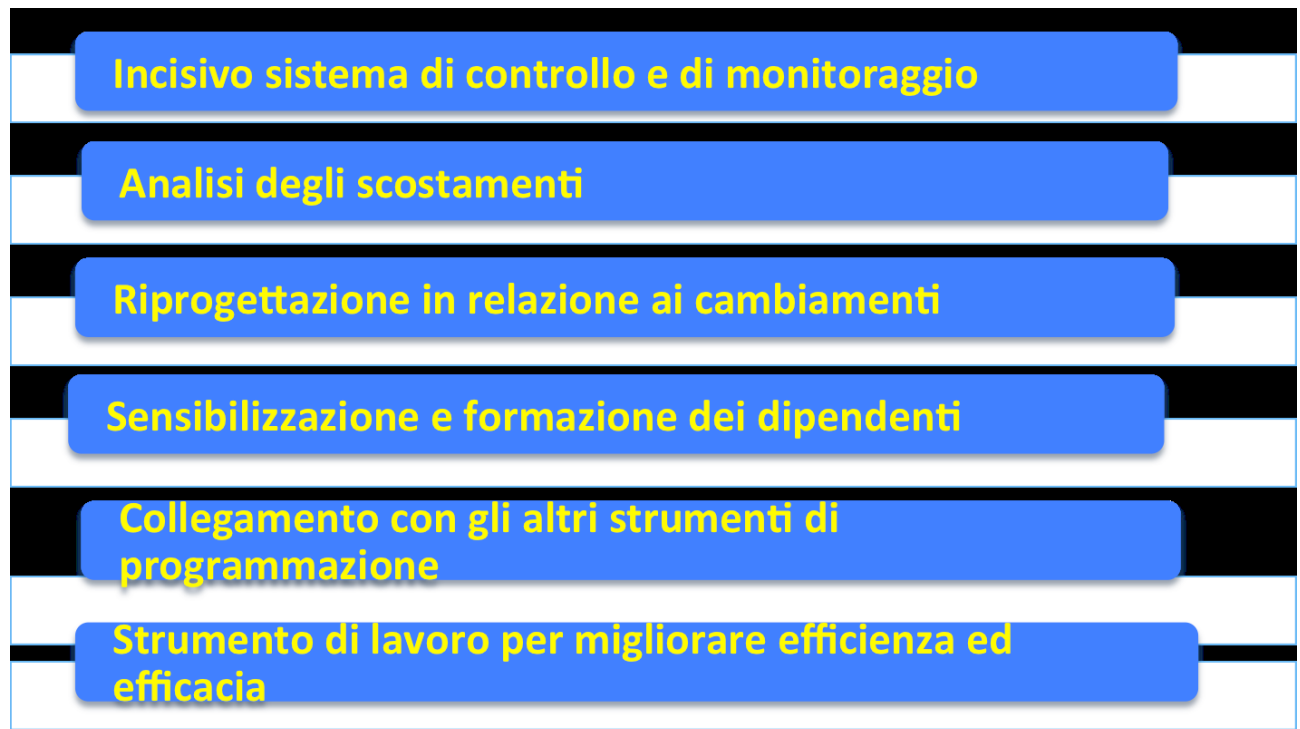 Incisivo sistema di controllo e di monitoraggio
Analisi degli scostamenti
Riprogettazione in relazione ai cambiamenti
Sensibilizzazione e formazione dei dipendenti
Collegamento con gli altri strumenti di
programmazione
Strumento di lavoro per migliorare efficienza ed
efficacia